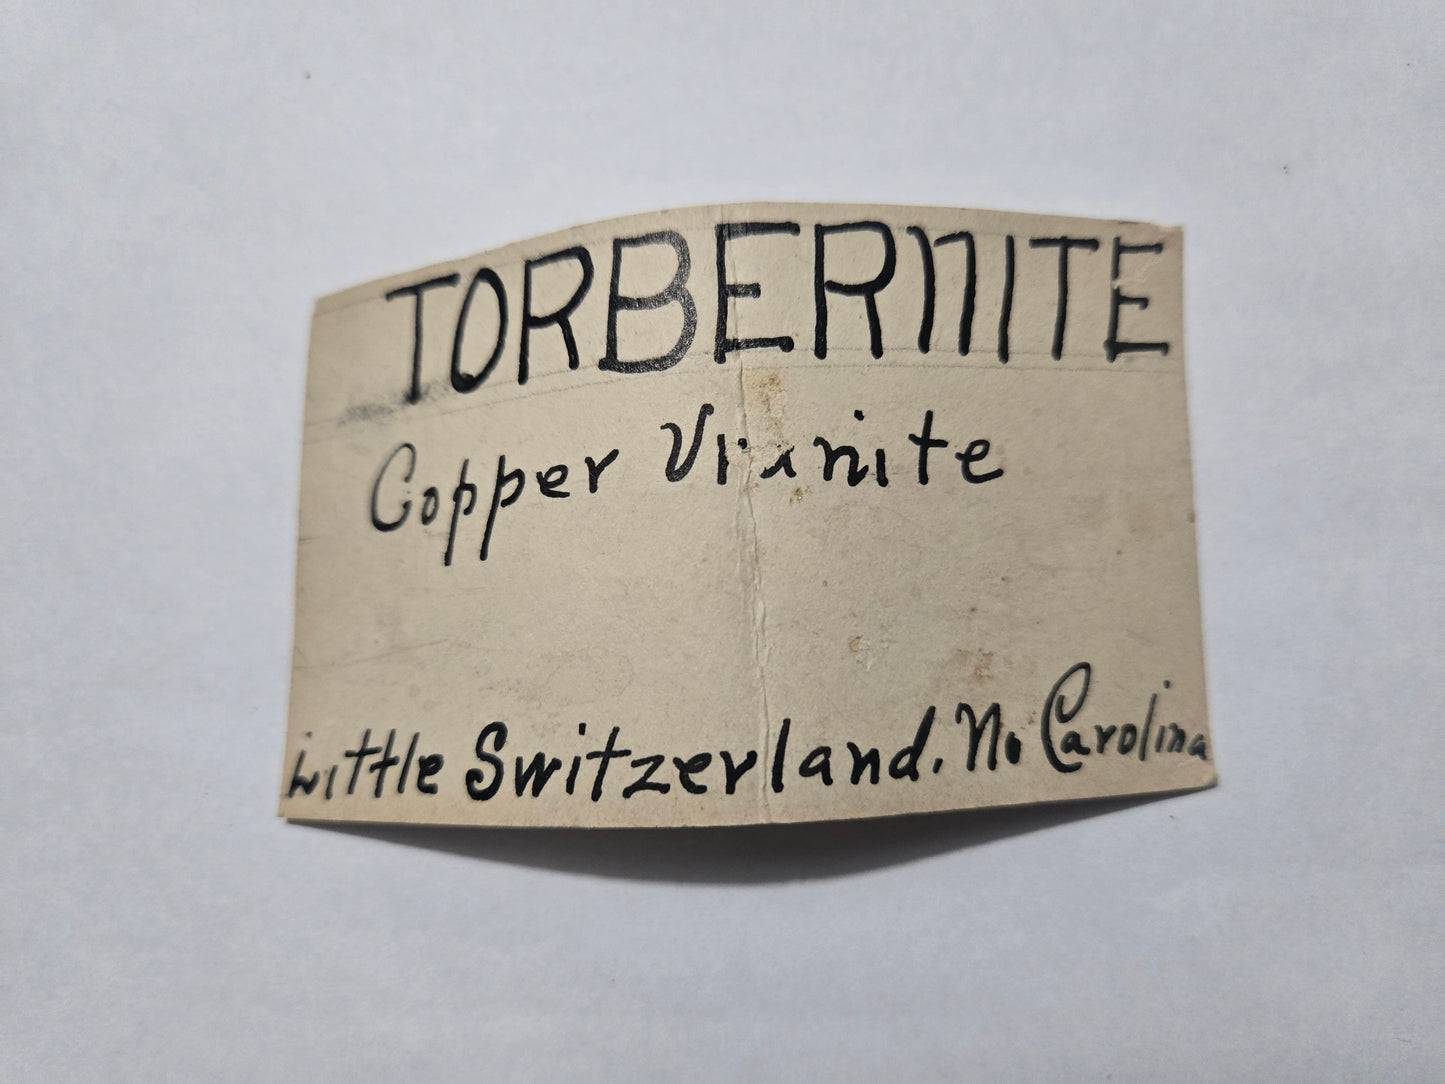 TORBERNITE
Copper Uranite
Little Switzerland, No Carolina